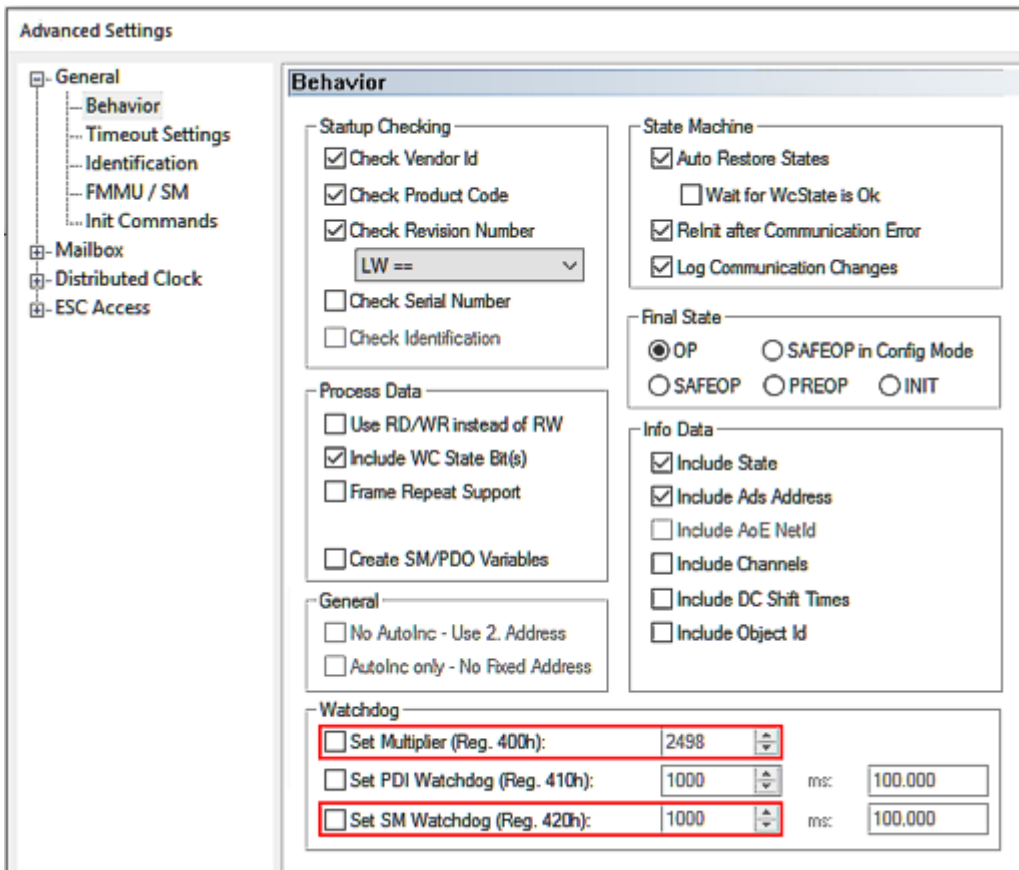 Advanced Settings
General
Behavior
Timeout Settings
Identification
FMMU / SM
Init Commands
Mailbox
Distributed Clock
ESC Access
Behavior
Startup Checking
Check Vendor Id
Check Product Code
Check Revision Number
LW ==
Check Serial Number
Check Identification
Process Data
Use RD/WR instead of RW
Include WC State Bit(s)
Frame Repeat Support
Create SM/PDO Variables
General
No AutoInc - Use 2. Address
AutoInc only - No Fixed Address
State Machine
Auto Restore States
Wait for WcState is Ok
ReInit after Communication Error
Log Communication Changes
Final State
OP SAFEOP in Config Mode
SAFEOP PREOP INIT
Info Data
Include State
Include Ads Address
Include AoE NetId
Include Channels
Include DC Shift Times
Include Object Id
Watchdog
Set Multiplier (Reg. 400h): 2498
Set PDI Watchdog (Reg. 410h): 1000 ms: 100.000
Set SM Watchdog (Reg. 420h): 1000 ms: 100.000